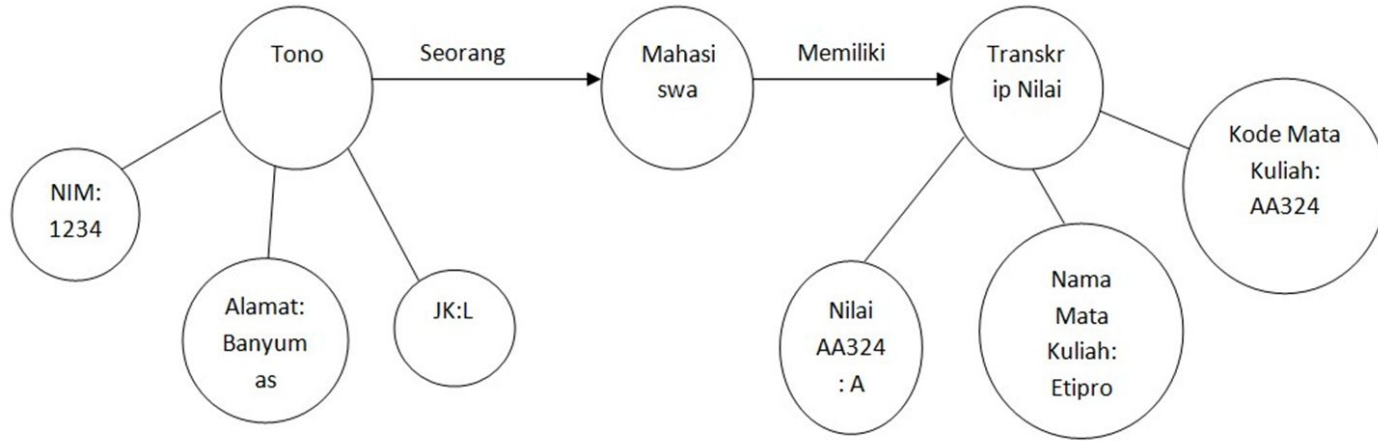 Tono
Seorang
Mahasi
swa
Memiliki
Transkr
ip Nilai
Kode Mata
Kuliah:
AA324
NIM:
1234
Alamat:
Banyum
as
JK:L
Nilai
AA324
: A
Nama
Mata
Kuliah:
Etipro